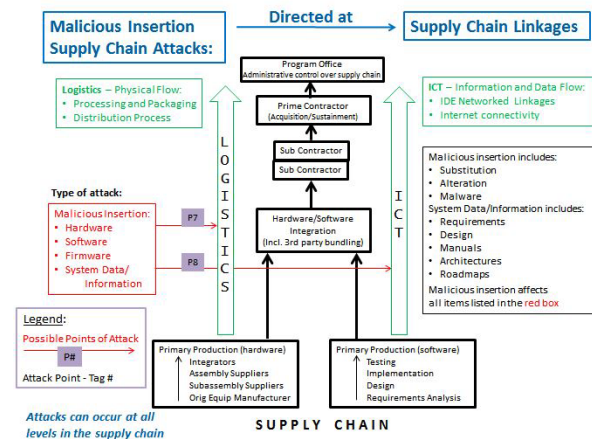 Malicious Insertion
Supply Chain Attacks:
Directed at
Supply Chain Linkages
Program Office
Administrative control over supply chain
Logistics – Physical Flow:
• Processing and Packaging
• Distribution Process
Prime Contractor
(Acquisition/Sustainment)
ICT – Information and Data Flow:
• IDE Networked Linkages
• Internet connectivity
Sub Contractor
Sub Contractor
LOGISTICS
ICT
Malicious insertion includes:
• Substitution
• Alteration
• Malware
System Data/Information includes:
• Requirements
• Design
• Manuals
• Architectures
• Roadmaps
Malicious insertion affects
all items listed in the red box
Type of attack:
Malicious Insertion:
• Hardware
• Software
• Firmware
• System Data/
Information
P7
P8
Hardware/Software
Integration
(Incl. 3rd party bundling)
Legend:
Possible Points of Attack
P#
Attack Point - Tag #
Primary Production (hardware)
Integrators
Assembly Suppliers
Subassembly Suppliers
Orig Equip Manufacturer
Primary Production (software)
Testing
Implementation
Design
Requirements Analysis
Attacks can occur at all
levels in the supply chain
SUPPLY CHAIN